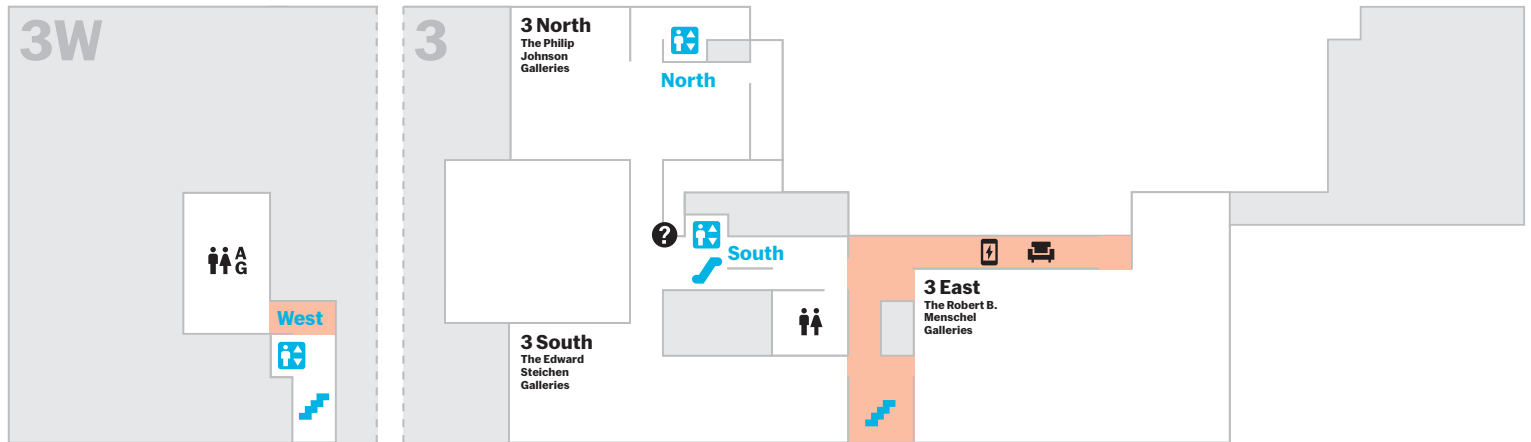 3W
A
G
West
3
3 North
The Philip
Johnson
Galleries
North
?
South
3 South
The Edward
Steichen
Galleries
3 East
The Robert B.
Menschel
Galleries